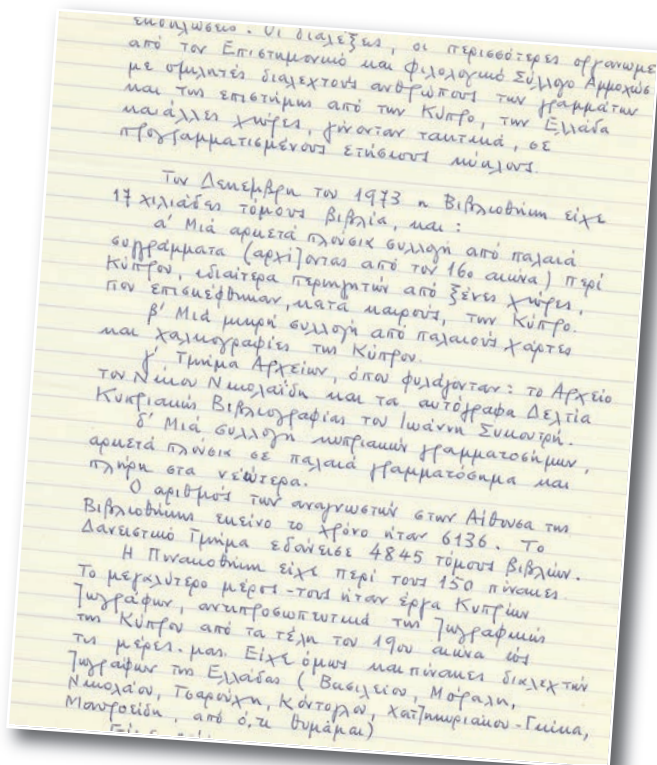 εκδηλώσεις. Οι διαλέξεις, οι περισσότερες οργανωμε
από τον Επιστημονικό και Φιλολογικό Σύλλογο Αμμοχώσ
με ομιλητές διαλεχτούς ανθρώπους των γραμμάτων
και της επιστήμης από την Κύπρο, την Ελλάδα
και άλλες χώρες, γίνονταν ταχτικά, σε
προγραμματισμένους ετήσιους κύκλους.
Τον Δεκέμβρη του 1973 η Βιβλιοθήκη είχε
17 χιλιάδες τόμους βιβλία, και:
α' Μιά αρκετά πλούσια συλλογή από παλαιά
συγγράμματα (αρχίζοντας από τον 16ο αιώνα) περί
Κύπρου, ιδιαίτερα περιηγητών από ξένες χώρες,
που επισκέφθηκαν, κατά καιρούς, την Κύπρο.
β' Μιά μικρή συλλογή από παλαιούς χάρτες
και χαλκογραφίες της Κύπρου.
γ' Τμήμα Αρχείων, όπου φυλάγονταν: το Αρχείο
του Νίκου Νικολαΐδη και τα αυτόγραφα Δελτία
Κυπριακής Βιβλιογραφίας του Ιωάννη Συκουτρή.
δ' Μιά συλλογή κυπριακών γραμματοσήμων,
αρκετά πλούσια σε παλαιά γραμματόσημα και
πλήρη στα νεώτερα.
Ο αριθμός των αναγνωστών στην Αίθουσα της
Βιβλιοθήκης εκείνο το χρόνο ήταν 6136. Το
Δανειστικό Τμήμα εδάνεισε 4845 τόμους βιβλίων.
Η Πινακοθήκη είχε περί τους 150 πίνακες.
Το μεγαλύτερο μέρος-τους ήταν έργα Κυπρίων
ζωγράφων, αντιπροσωπευτικά της ζωγραφικής
της Κύπρου από τα τέλη του 19ου αιώνα ώς
τις μέρες-μας. Είχε όμως και πίνακες διαλεχτών
ζωγράφων της Ελλάδας (Βασιλείου, Μόραλη,
Νικολάου, Τσαρούχη, Κόντογλου, Χατζηκυριάκου-Γκίκα,
Μαυροείδη, από ό,τι θυμάμαι)